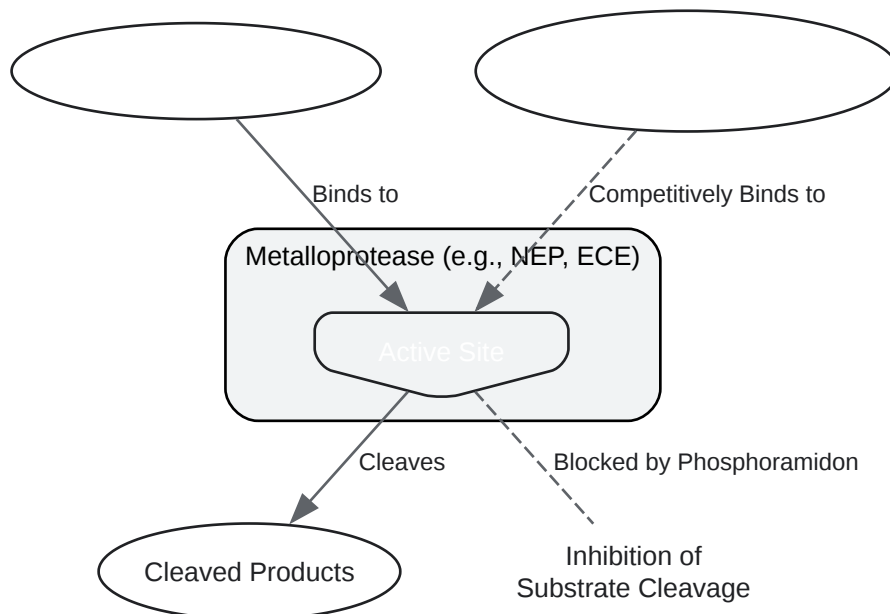 Binds to
Competitively Binds to
Metalloprotease (e.g., NEP, ECE)
Active Site
Cleaves
Blocked by Phosphoramidon
Cleaved Products
Inhibition of
Substrate Cleavage